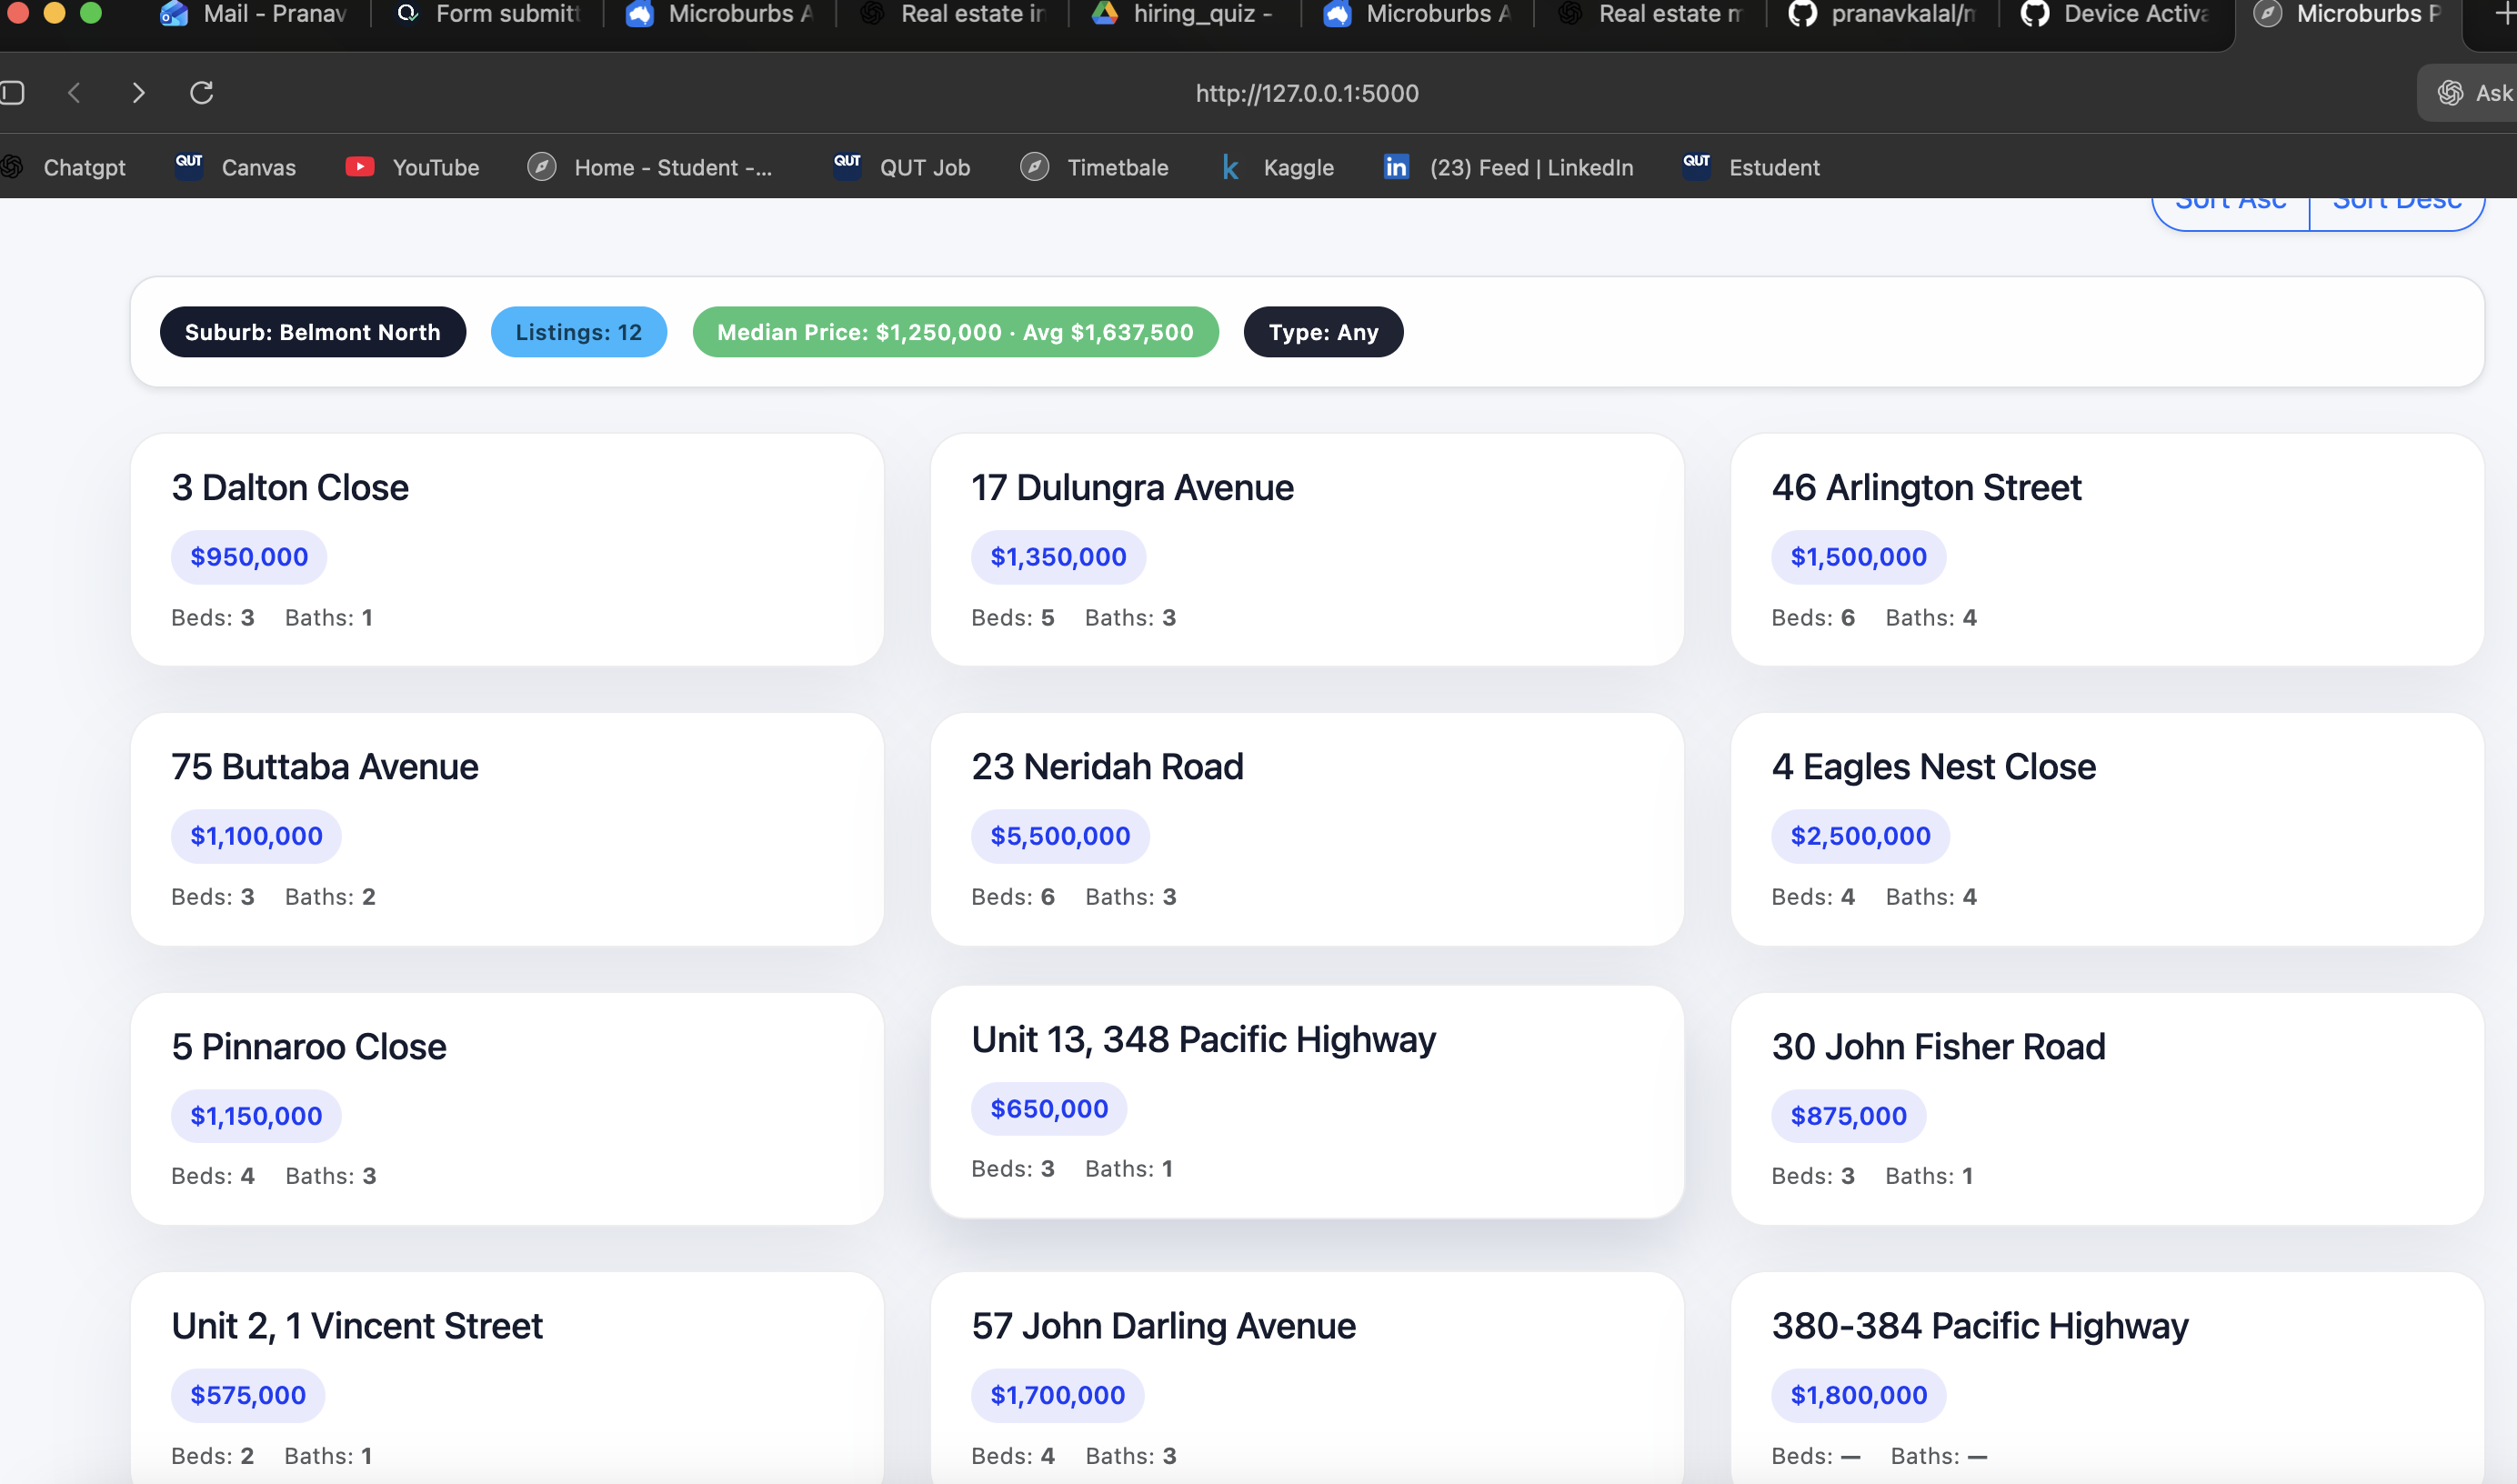 Mail - Pranav
Form submitt
Microburbs A
Real estate in
hiring_quiz -
Microburbs A
Real estate m
pranavkalal/m
Device Activa
Microburbs P
http://127.0.0.1:5000
Ask
Chatgpt
QUT Canvas
YouTube
Home - Student -...
QUT QUT Job
Timetbale
k Kaggle
in (23) Feed | LinkedIn
QUT Estudent
Sort Asc Sort Desc
Suburb: Belmont North
Listings: 12
Median Price: $1,250,000 · Avg $1,637,500
Type: Any
3 Dalton Close
$950,000
Beds: 3 Baths: 1
17 Dulungra Avenue
$1,350,000
Beds: 5 Baths: 3
46 Arlington Street
$1,500,000
Beds: 6 Baths: 4
75 Buttaba Avenue
$1,100,000
Beds: 3 Baths: 2
23 Neridah Road
$5,500,000
Beds: 6 Baths: 3
4 Eagles Nest Close
$2,500,000
Beds: 4 Baths: 4
5 Pinnaroo Close
$1,150,000
Beds: 4 Baths: 3
Unit 13, 348 Pacific Highway
$650,000
Beds: 3 Baths: 1
30 John Fisher Road
$875,000
Beds: 3 Baths: 1
Unit 2, 1 Vincent Street
$575,000
Beds: 2 Baths: 1
57 John Darling Avenue
$1,700,000
Beds: 4 Baths: 3
380-384 Pacific Highway
$1,800,000
Beds: — Baths: —